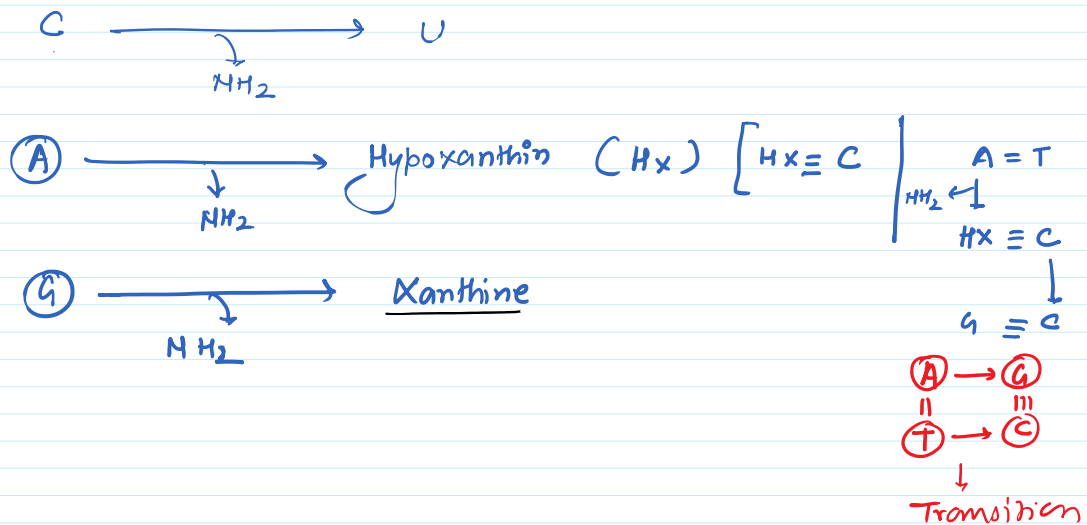 C → U
NH2
A → Hypoxanthin (Hx) [Hx ≡ C | A = T
NH2
NH2 ←
Hx ≡ C
G → Xanthine
NH2
G ≡ C
A → G
= ≡
T → C
↓
Transition